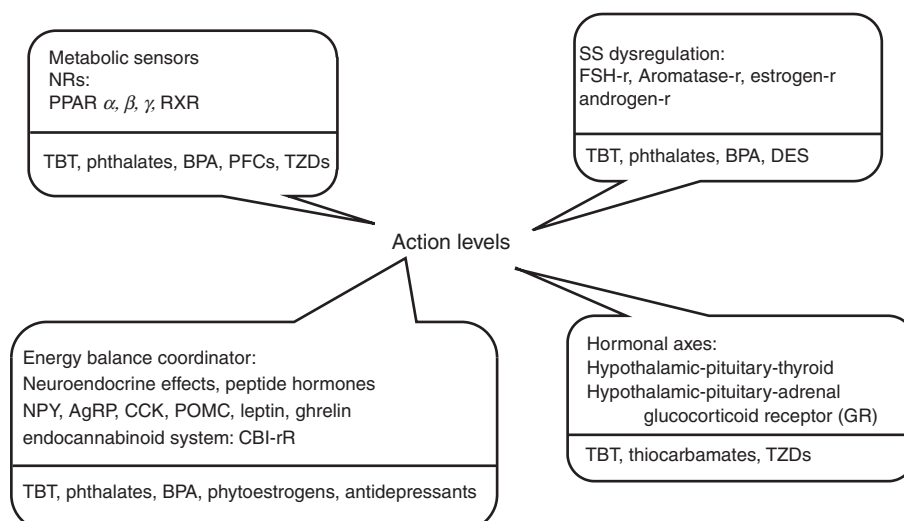 Metabolic sensors
NRs:
PPAR α, β, γ, RXR
TBT, phthalates, BPA, PFCs, TZDs
SS dysregulation:
FSH-r, Aromatase-r, estrogen-r
androgen-r
TBT, phthalates, BPA, DES
Action levels
Energy balance coordinator:
Neuroendocrine effects, peptide hormones
NPY, AgRP, CCK, POMC, leptin, ghrelin
endocannabinoid system: CBI-rR
TBT, phthalates, BPA, phytoestrogens, antidepressants
Hormonal axes:
Hypothalamic-pituitary-thyroid
Hypothalamic-pituitary-adrenal
glucocorticoid receptor (GR)
TBT, thiocarbamates, TZDs